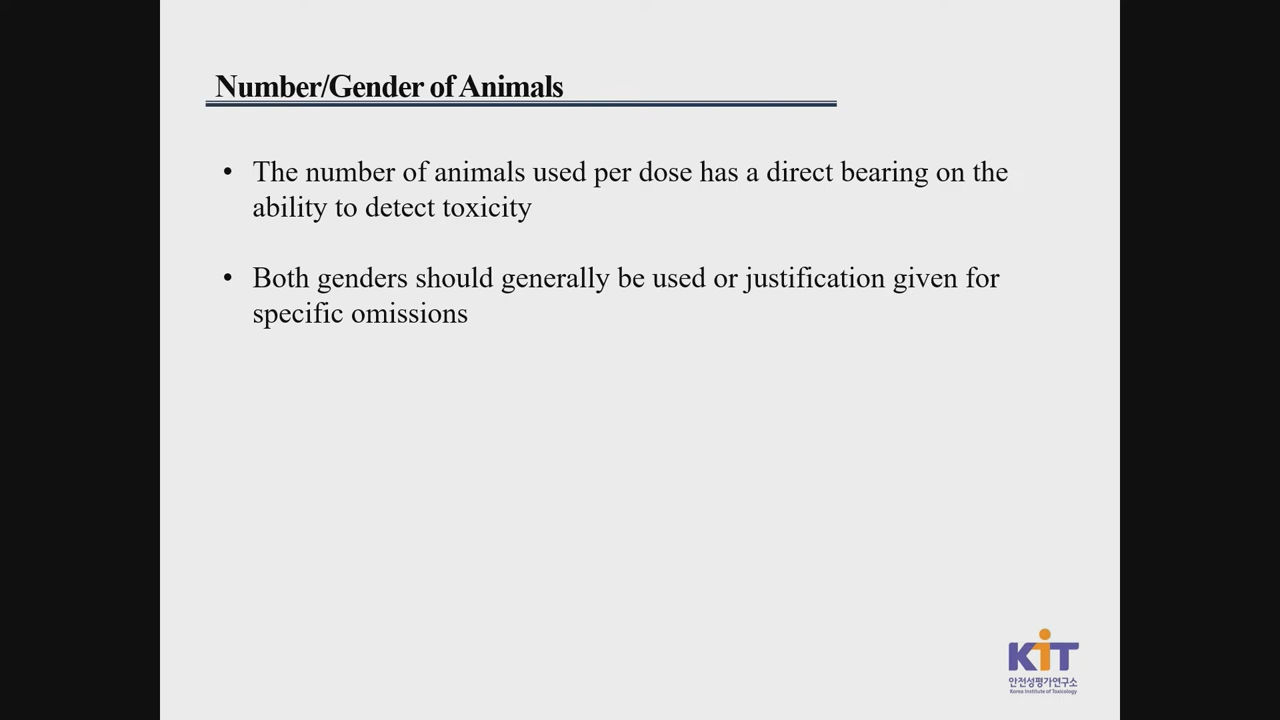 Number/Gender of Animals
• The number of animals used per dose has a direct bearing on the
ability to detect toxicity
• Both genders should generally be used or justification given for
specific omissions
KiT
안전성평가연구소
Korea Institute of Toxicology